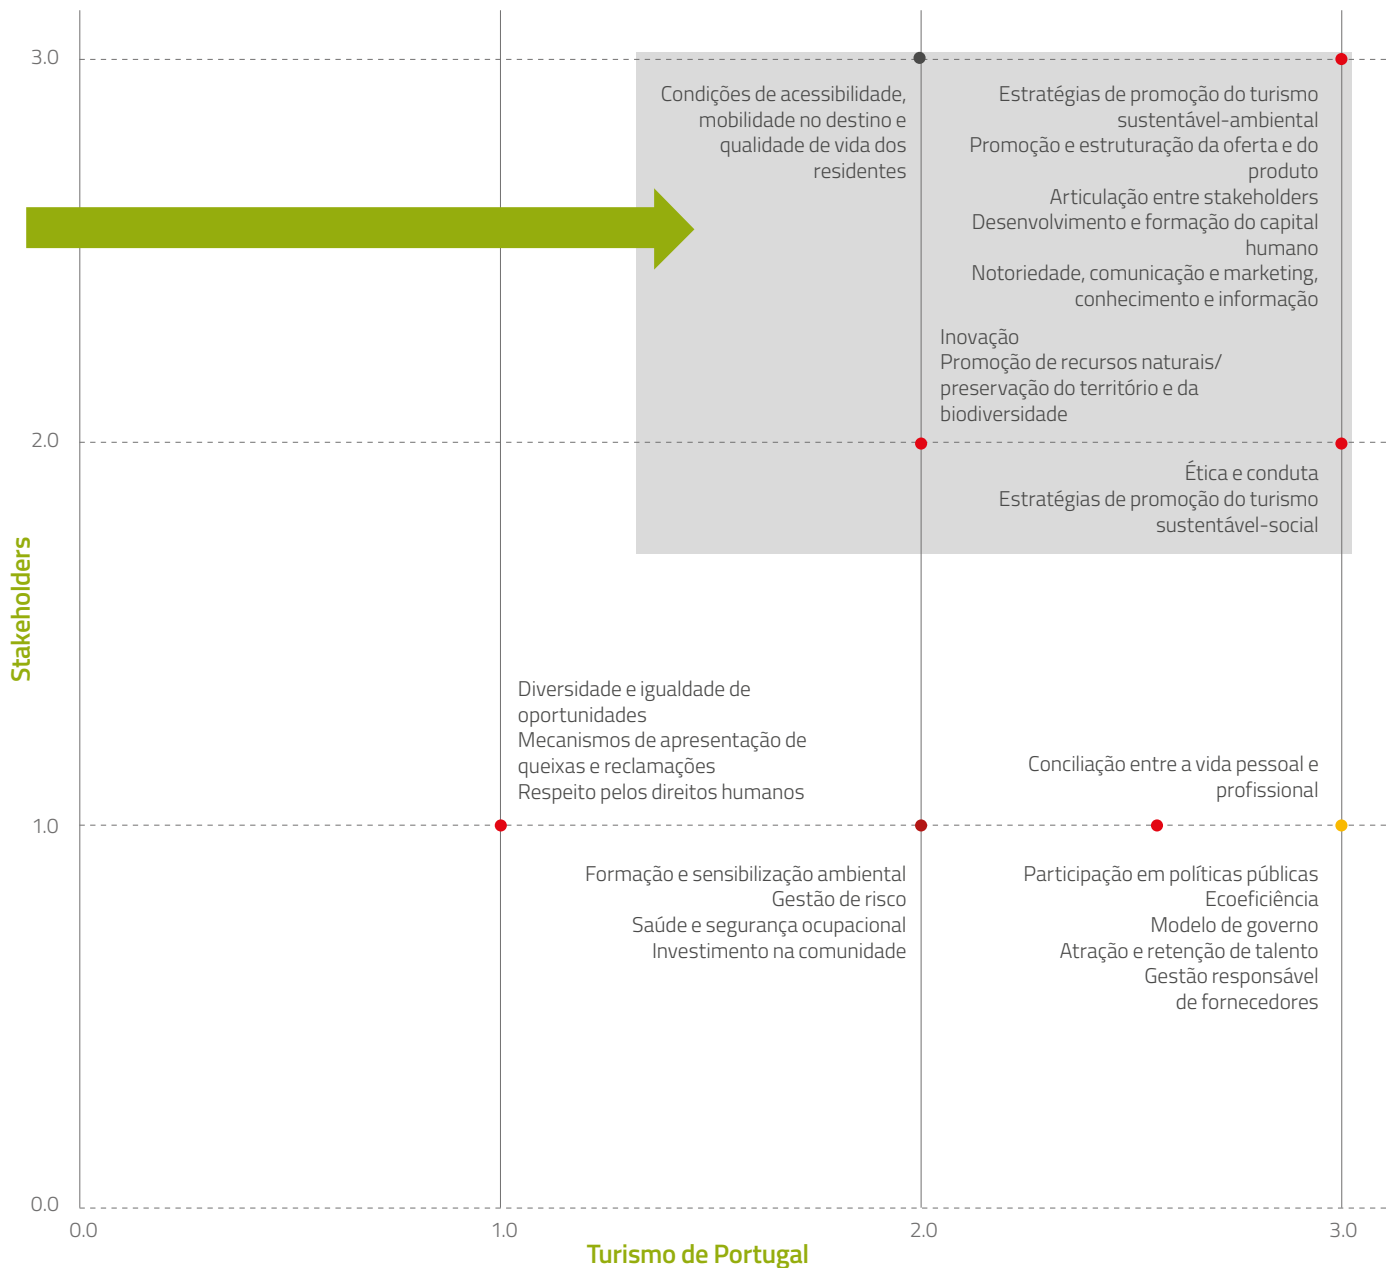 3.0
Condições de acessibilidade,
mobilidade no destino e
qualidade de vida dos
residentes
Estratégias de promoção do turismo
sustentável-ambiental
Promoção e estruturação da oferta e do
produto
Articulação entre stakeholders
Desenvolvimento e formação do capital
humano
Notoriedade, comunicação e marketing,
conhecimento e informação
Inovação
Promoção de recursos naturais/
preservação do território e da
biodiversidade
2.0
Ética e conduta
Estratégias de promoção do turismo
sustentável-social
Stakeholders
Diversidade e igualdade de
oportunidades
Mecanismos de apresentação de
queixas e reclamações
Respeito pelos direitos humanos
Conciliação entre a vida pessoal e
profissional
1.0
Formação e sensibilização ambiental
Gestão de risco
Saúde e segurança ocupacional
Investimento na comunidade
Participação em políticas públicas
Ecoeficiência
Modelo de governo
Atração e retenção de talento
Gestão responsável
de fornecedores
0.0
0.0
1.0
2.0
3.0
Turismo de Portugal